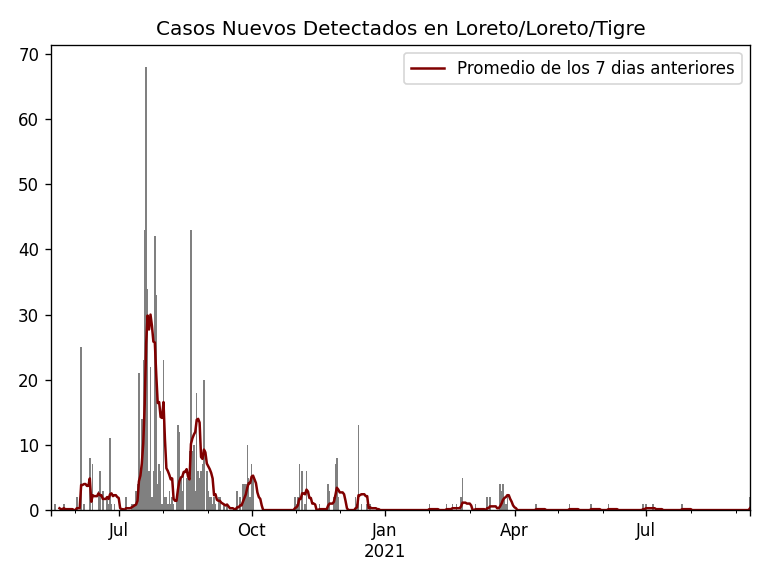 Casos Nuevos Detectados en Loreto/Loreto/Tigre
Promedio de los 7 dias anteriores
70
60
50
40
30
20
10
0
Jul
Oct
Jan
2021
Apr
Jul